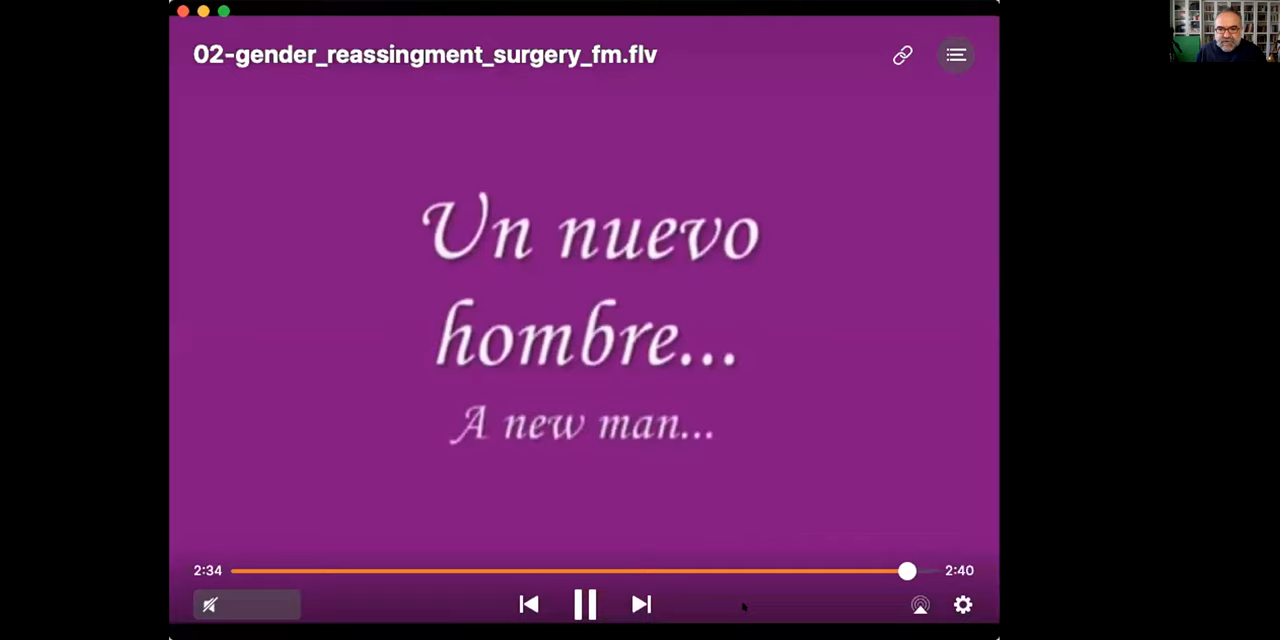 02-gender_reassingment_surgery_fm.flv
Un nuevo
hombre...
A new man...
2:34
2:40